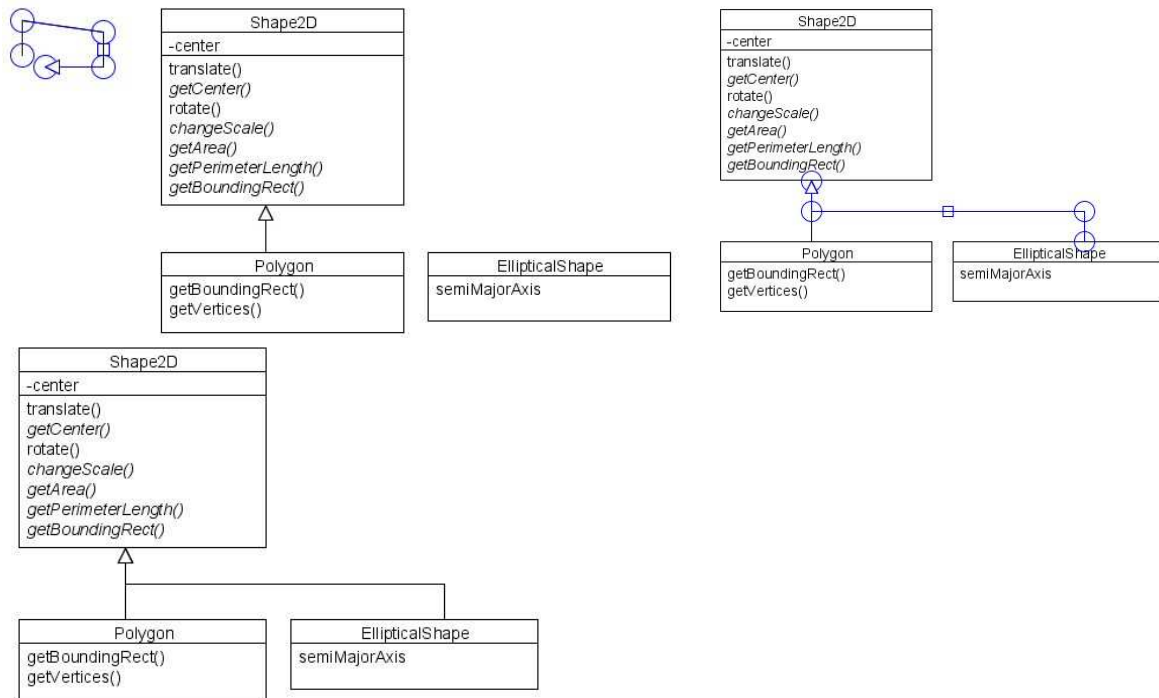 Shape2D
-center
translate()
getCenter()
rotate()
changeScale()
getArea()
getPerimeterLength()
getBoundingRect()
Polygon
getBoundingRect()
getVertices()
EllipticalShape
semiMajorAxis
Shape2D
-center
translate()
getCenter()
rotate()
changeScale()
getArea()
getPerimeterLength()
getBoundingRect()
Polygon
getBoundingRect()
getVertices()
EllipticalShape
semiMajorAxis
Shape2D
-center
translate()
getCenter()
rotate()
changeScale()
getArea()
getPerimeterLength()
getBoundingRect()
Polygon
getBoundingRect()
getVertices()
EllipticalShape
semiMajorAxis